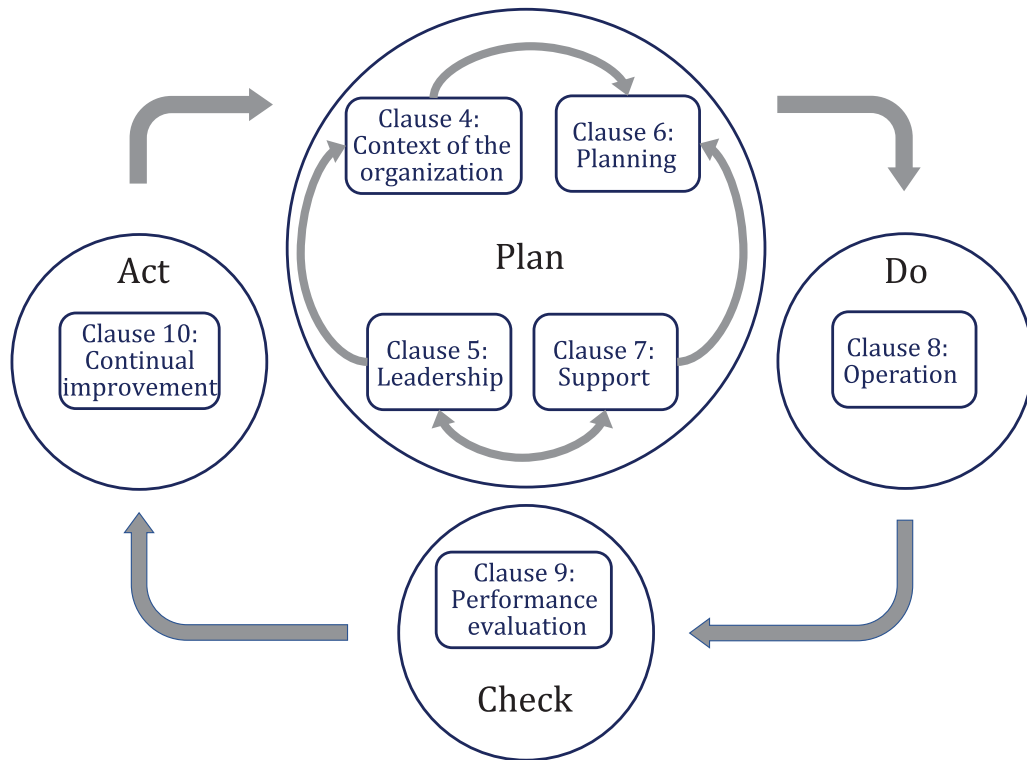 Clause 4:
Context of the
organization
Clause 6:
Planning
Plan
Clause 5:
Leadership
Clause 7:
Support
Do
Clause 8:
Operation
Clause 9:
Performance
evaluation
Check
Act
Clause 10:
Continual
improvement